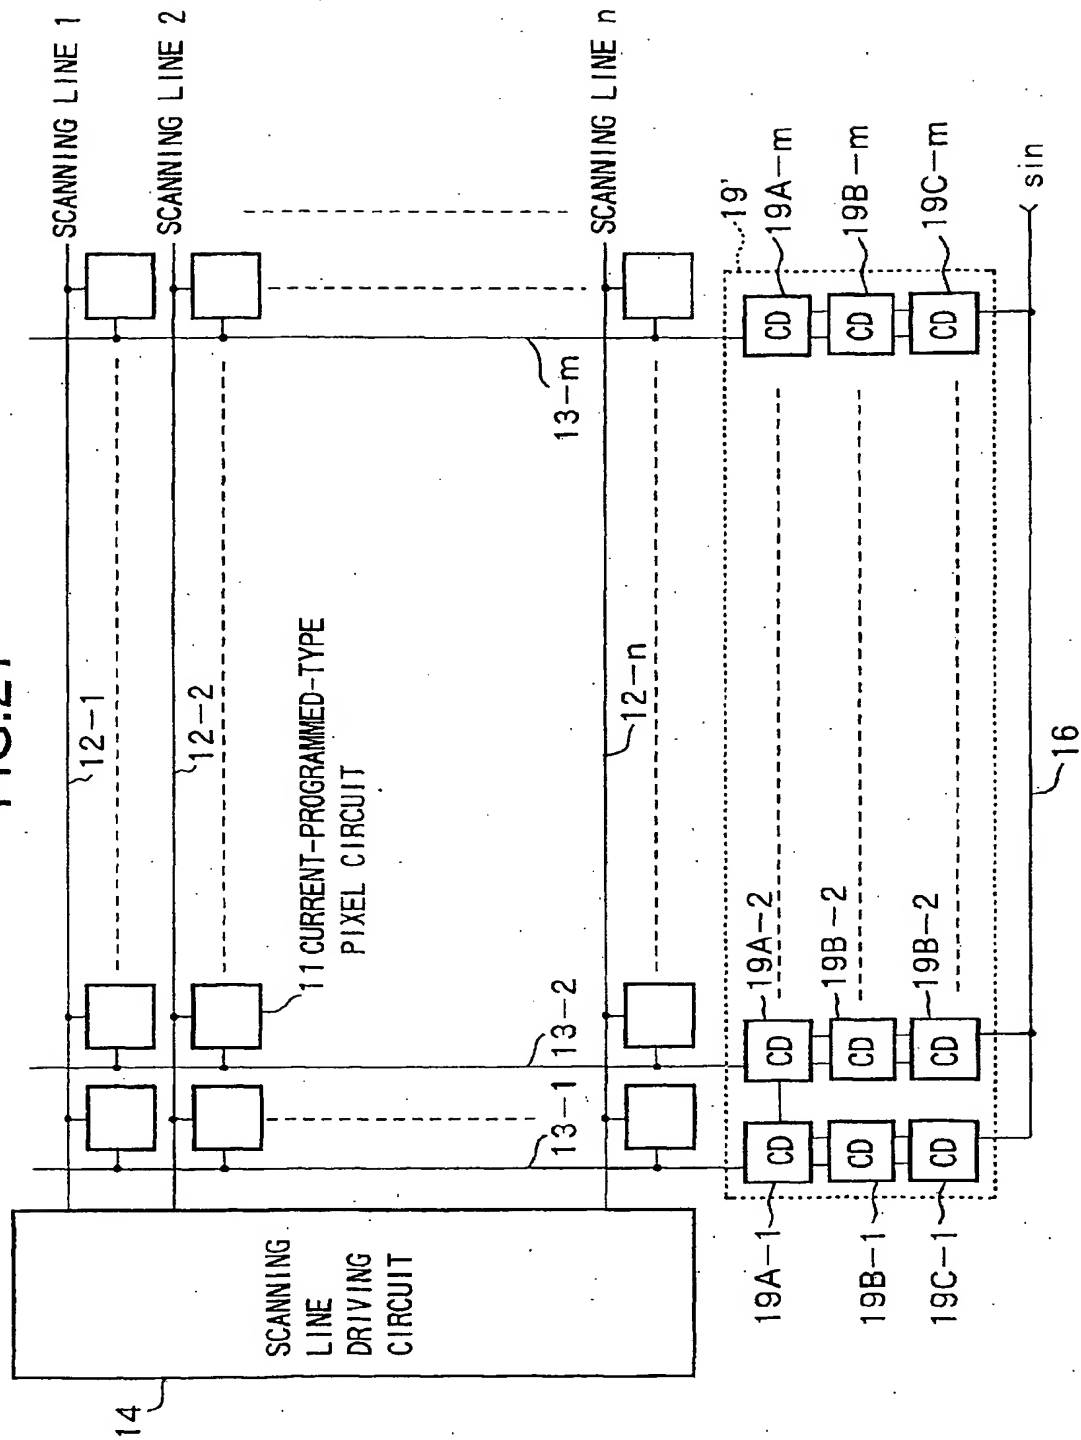 SCANNING LINE 1
SCANNING LINE 2
SCANNING LINE n
12-1
12-2
12-n
11 CURRENT-PROGRAMMED-TYPE
PIXEL CIRCUIT
13-1
13-2
13-m
14
SCANNING
LINE
DRIVING
CIRCUIT
19'
19A-1
19B-1
19C-1
19A-2
19B-2
19B-2
19A-m
19B-m
19C-m
CD
CD
CD
CD
CD
CD
CD
CD
CD
sin
16